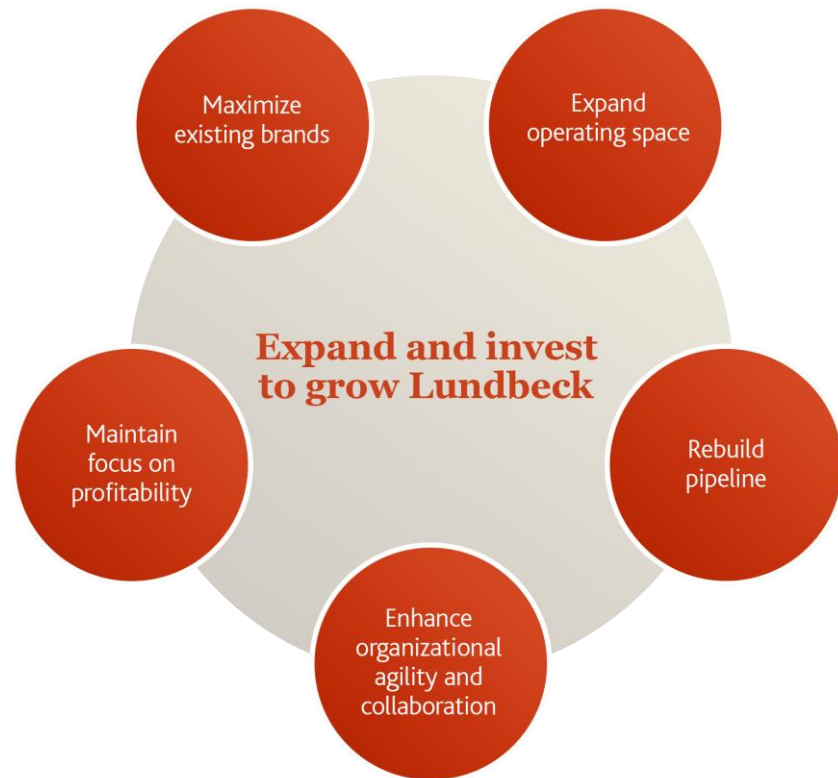 Maximize
existing brands
Expand
operating space
Expand and invest
to grow Lundbeck
Maintain
focus on
profitability
Rebuild
pipeline
Enhance
organizational
agility and
collaboration